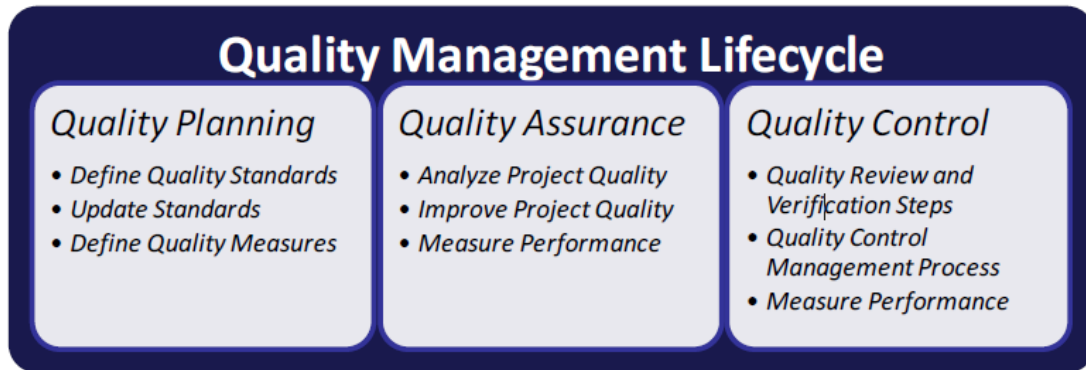 Quality Management Lifecycle
Quality Planning
• Define Quality Standards
• Update Standards
• Define Quality Measures
Quality Assurance
• Analyze Project Quality
• Improve Project Quality
• Measure Performance
Quality Control
• Quality Review and
Verification Steps
• Quality Control
Management Process
• Measure Performance